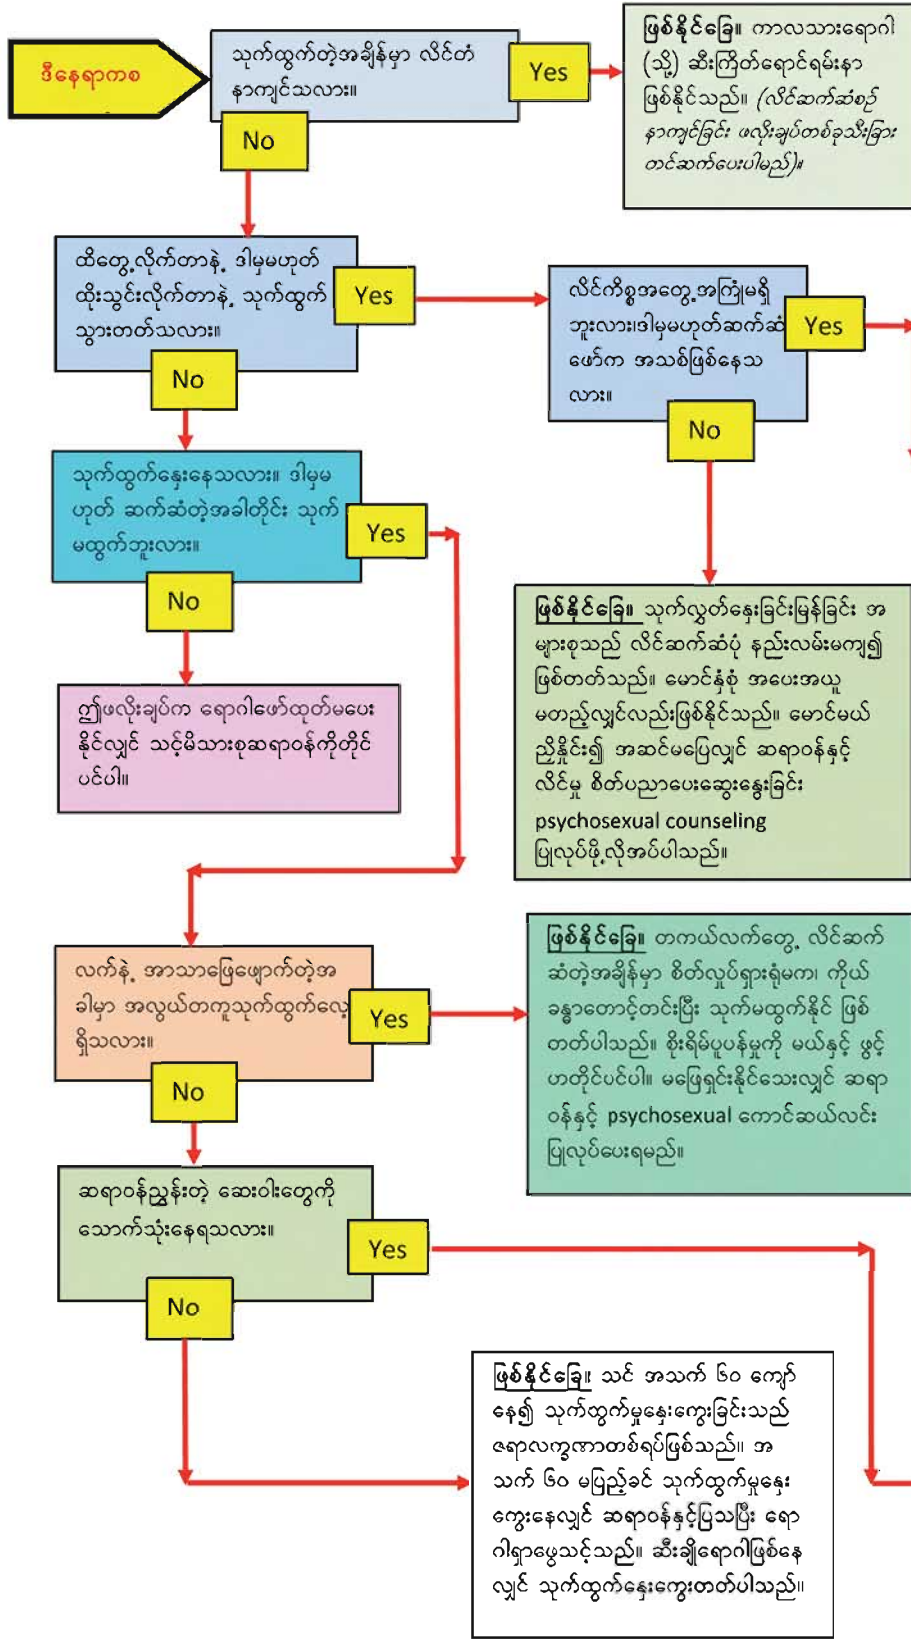 ဒီနေရာကစ
သုက်ထွက်တဲ့အချိန်မှာ လိင်တံ
နာကျင်သလား။
Yes
No
ဖြစ်နိုင်ခြေ။ ကာလသားရောဂါ
(သို့) ဆီးကြိတ်ရောင်ရမ်းနာ
ဖြစ်နိုင်သည်။ (လိင်ဆက်ဆံစဉ်
နာကျင်ခြင်း ဖလိုးချပ်တစ်ခုသီးခြား
တင်ဆက်ပေးပါမည်)။
ထိတွေ့လိုက်တာနဲ့ ဒါမှမဟုတ်
ထိုးသွင်းလိုက်တာနဲ့ သုက်ထွက်
သွားတတ်သလား။
Yes
No
လိင်ကိစ္စအတွေ့အကြုံမရှိ
ဘူးလား၊ဒါမှမဟုတ်ဆက်ဆံ
ဖော်က အသစ်ဖြစ်နေသ
လား။
Yes
No
သုက်ထွက်နှေးနေသလား။ ဒါမှမ
ဟုတ် ဆက်ဆံတဲ့အခါတိုင်း သုက်
မထွက်ဘူးလား။
Yes
No
ဖြစ်နိုင်ခြေ။ သုက်လွှတ်နှေးခြင်းမြန်ခြင်း အ
များစုသည် လိင်ဆက်ဆံပုံ နည်းလမ်းမကျ၍
ဖြစ်တတ်သည်။ မောင်နှံစုံ အပေးအယူ
မတည့်လျှင်လည်းဖြစ်နိုင်သည်။ မောင်မယ်
ညှိနှိုင်း၍ အဆင်မပြေလျှင် ဆရာဝန်နှင့်
လိင်မှု စိတ်ပညာပေးဆွေးနွေးခြင်း
psychosexual counseling
ပြုလုပ်ဖို့လိုအပ်ပါသည်။
ဤဖလိုးချပ်က ရောဂါဖော်ထုတ်မပေး
နိုင်လျှင် သင့်မိသားစုဆရာဝန်ကိုတိုင်
ပင်ပါ။
လက်နဲ့ အာသာဖြေဖျောက်တဲ့အ
ခါမှာ အလွယ်တကူသုက်ထွက်လေ့
ရှိသလား။
Yes
No
ဖြစ်နိုင်ခြေ။ တကယ်လက်တွေ့ လိင်ဆက်
ဆံတဲ့အချိန်မှာ စိတ်လှုပ်ရှားရုံမက၊ ကိုယ်
ခန္ဓာတောင့်တင်းပြီး သုက်မထွက်နိုင် ဖြစ်
တတ်ပါသည်။ စိုးရိမ်ပူပန်မှုကို မယ်နှင့် ဖွင့်
ဟတိုင်ပင်ပါ။ မဖြေရှင်းနိုင်သေးလျှင် ဆရာ
ဝန်နှင့် psychosexual ကောင်ဆယ်လင်း
ပြုလုပ်ပေးရမည်။
ဆရာဝန်ညွှန်းတဲ့ ဆေးဝါးတွေကို
သောက်သုံးနေရသလား။
Yes
No
ဖြစ်နိုင်ခြေ။ သင် အသက် ၆၀ ကျော်
နေ၍ သုက်ထွက်မှုနှေးကွေးခြင်းသည်
ဇရာလက္ခဏာတစ်ရပ်ဖြစ်သည်။ အ
သက် ၆၀ မပြည့်ခင် သုက်ထွက်မှုနှေး
ကွေးနေလျှင် ဆရာဝန်နှင့်ပြသပြီး ရော
ဂါရှာဖွေသင့်သည်။ ဆီးချိုရောဂါဖြစ်နေ
လျှင် သုက်ထွက်နှေးကွေးတတ်ပါသည်။